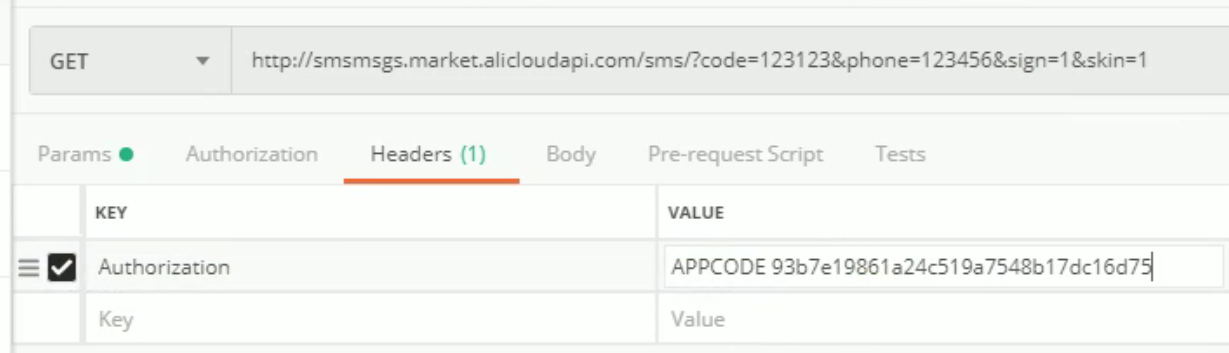 GET http://smsmsgs.market.alicloudapi.com/sms/?code=123123&phone=123456&sign=1&skin=1
Params Authorization Headers (1) Body Pre-request Script Tests
KEY VALUE
Authorization APPCODE 93b7e19861a24c519a7548b17dc16d75
Key Value